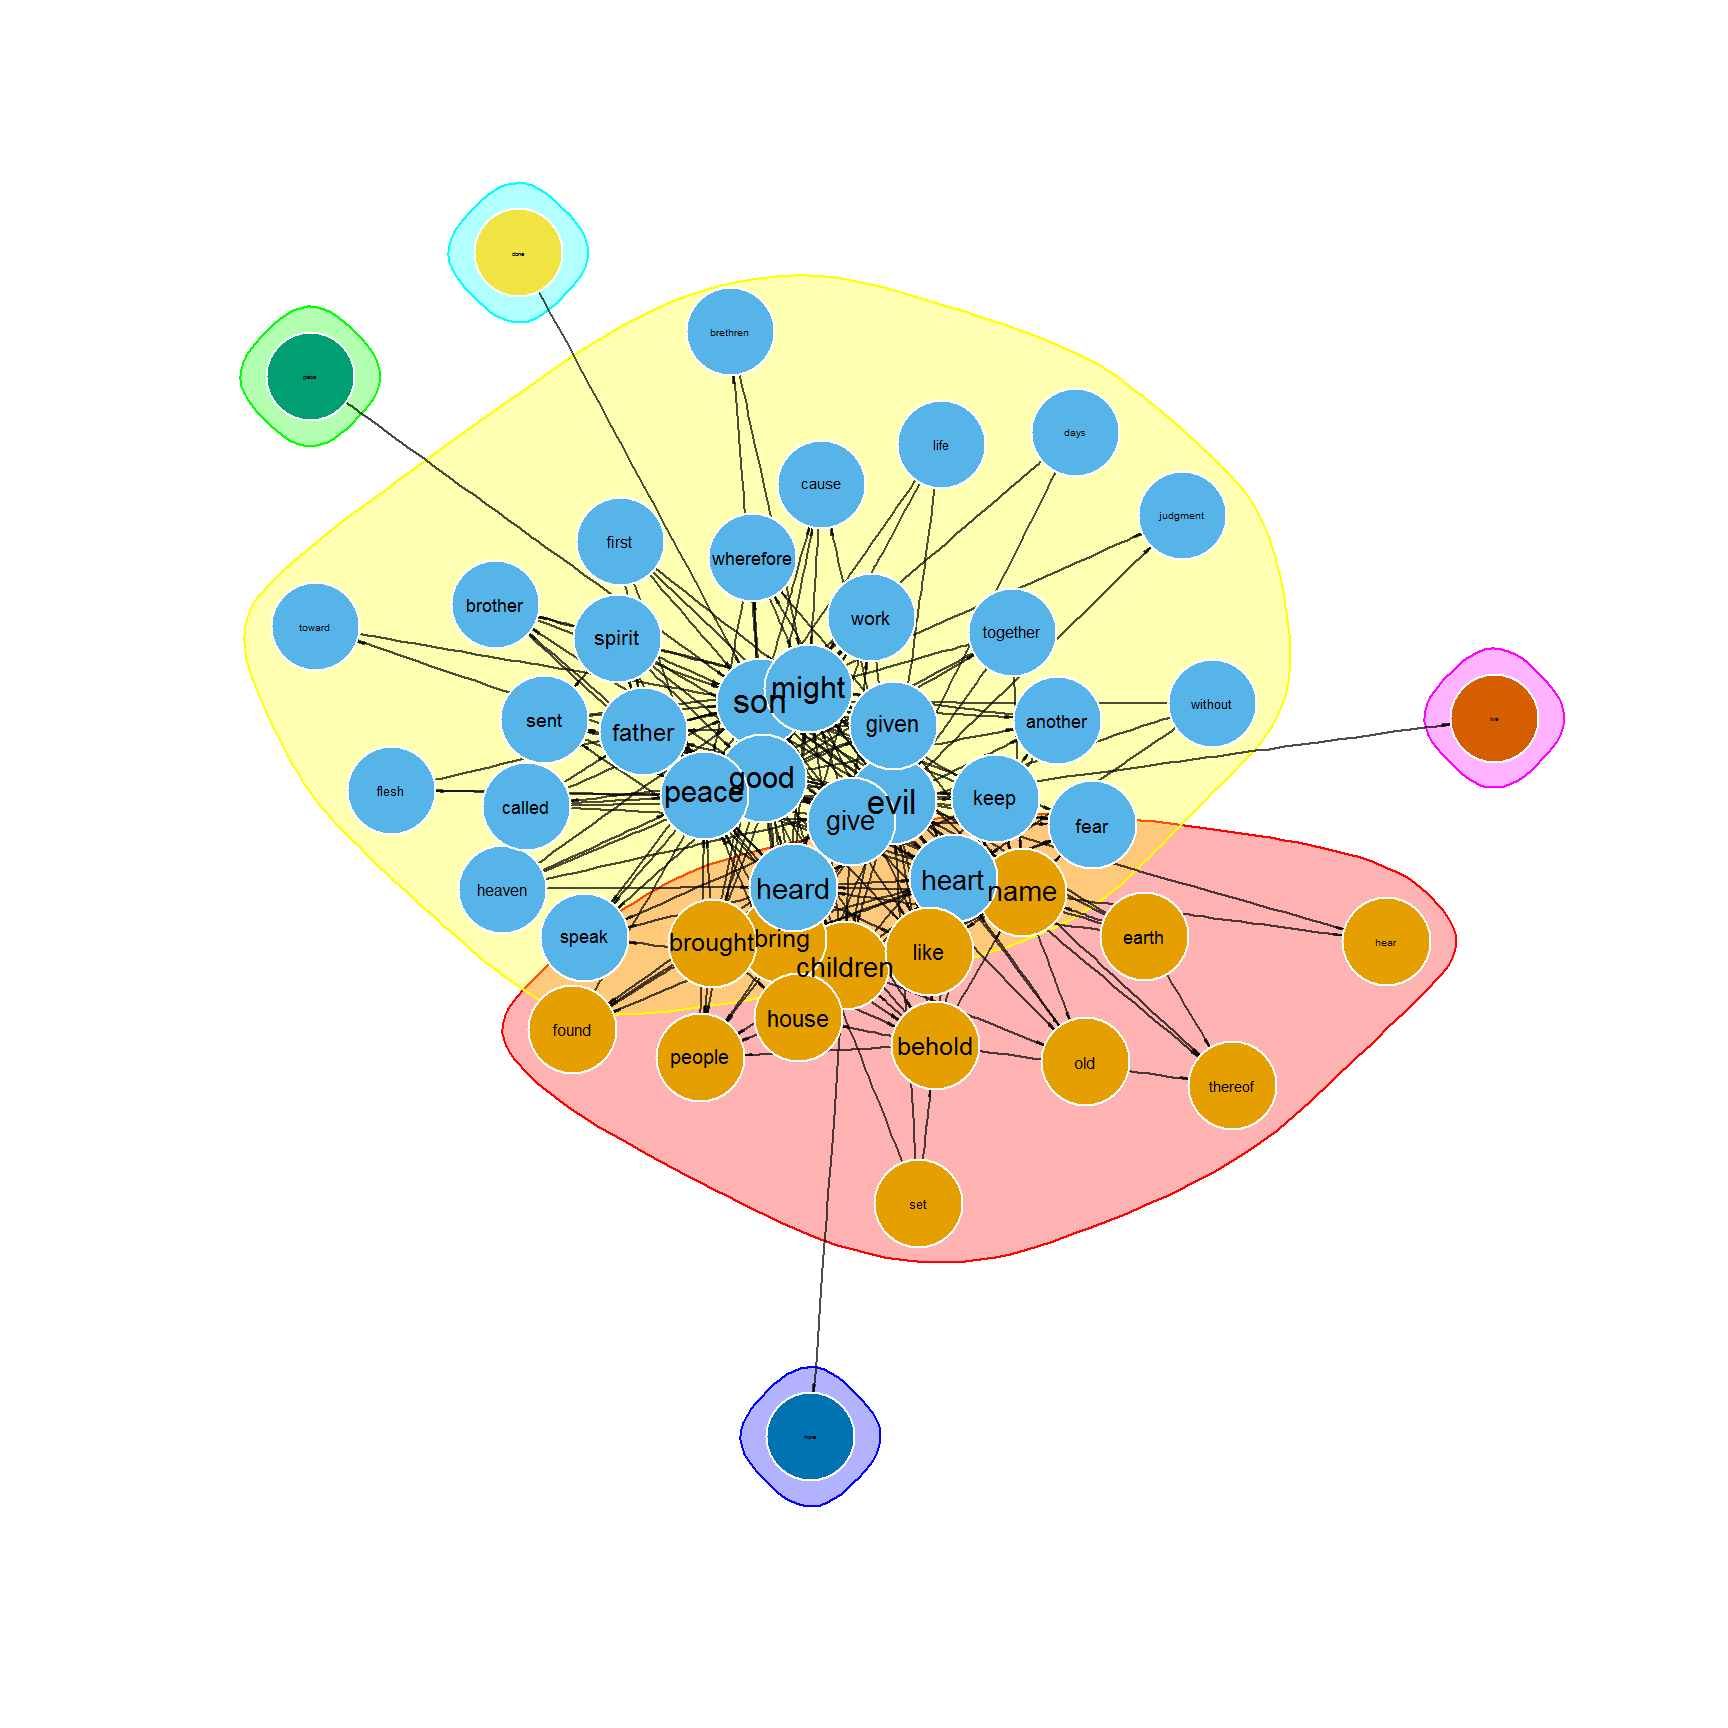 done
brethren
place
days
life
cause
judgment
first
wherefore
brother
work
toward
spirit
together
might
son
without
live
sent
father
given
another
good
flesh
peace
keep
evil
called
give
fear
heart
heard
heaven
name
speak
earth
brought
bring
hear
like
children
house
found
behold
people
old
thereof
set
none